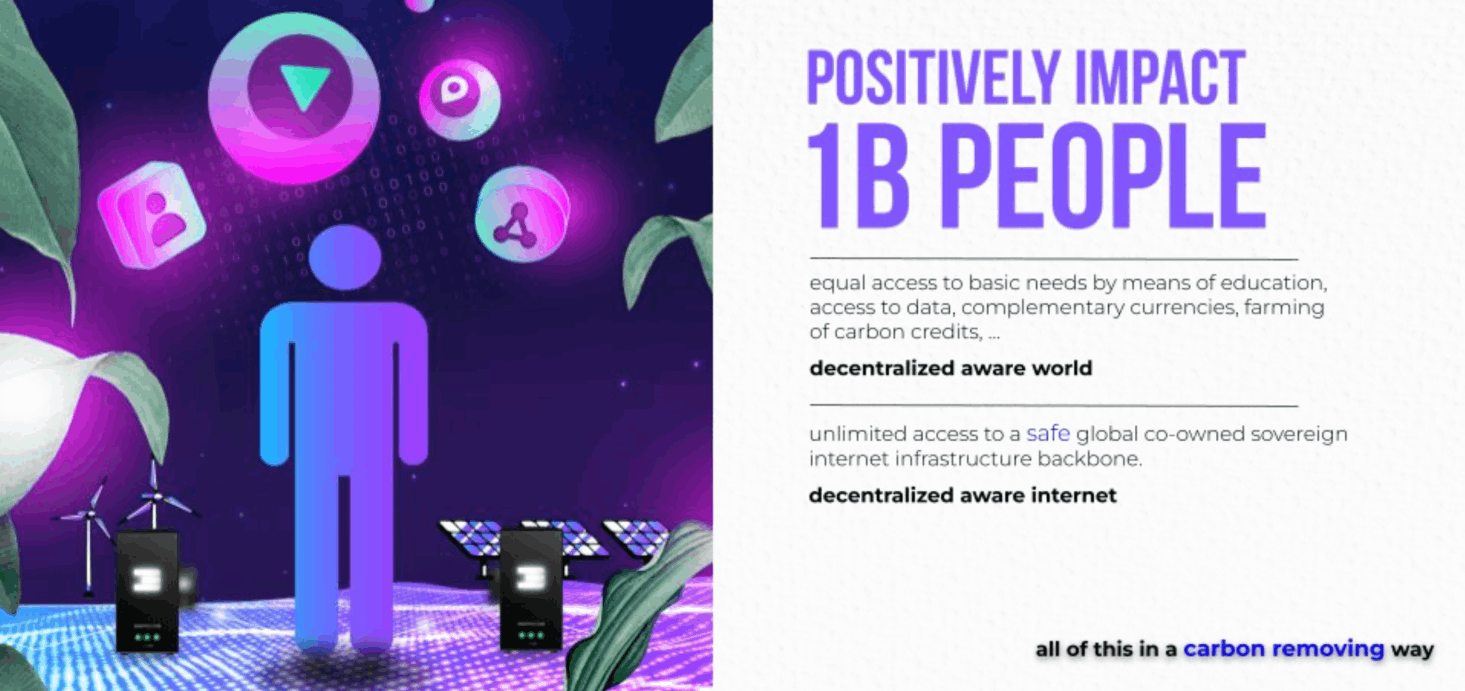 POSITIVELY IMPACT
1B PEOPLE
equal access to basic needs by means of education,
access to data, complementary currencies, farming
of carbon credits, ...
decentralized aware world
unlimited access to a safe global co-owned sovereign
internet infrastructure backbone.
decentralized aware internet
all of this in a carbon removing way